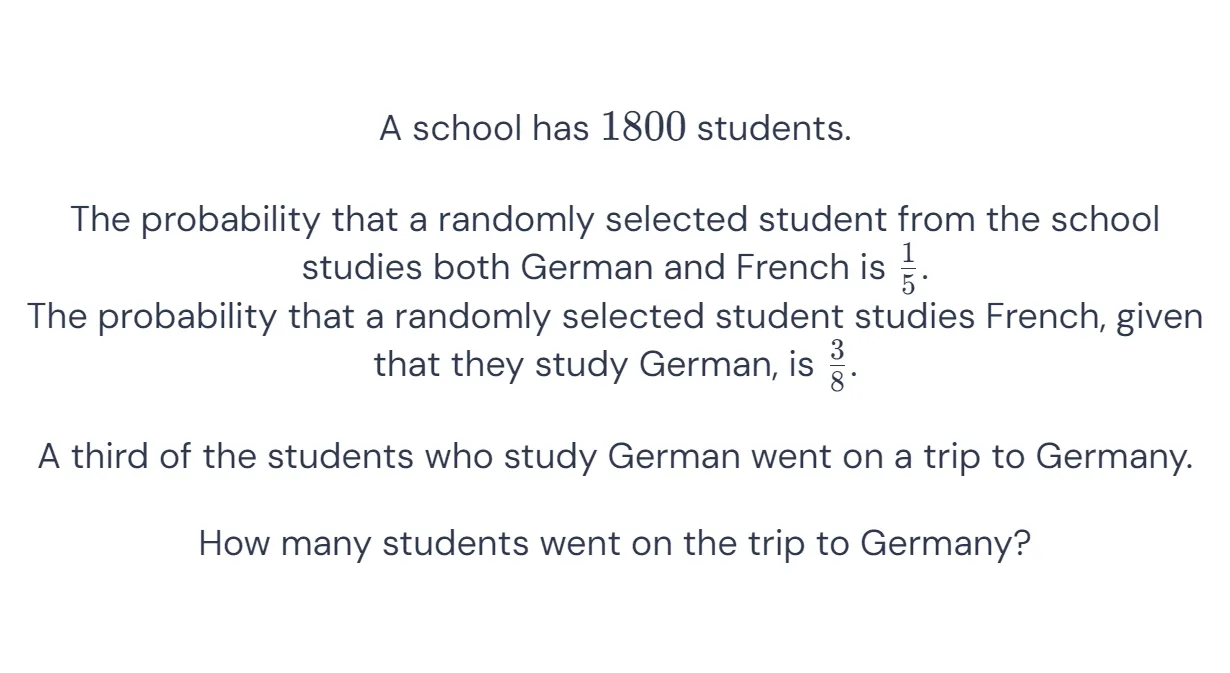 A school has 1800 students.
The probability that a randomly selected student from the school
studies both German and French is 1/5.
The probability that a randomly selected student studies French, given
that they study German, is 3/8.
A third of the students who study German went on a trip to Germany.
How many students went on the trip to Germany?